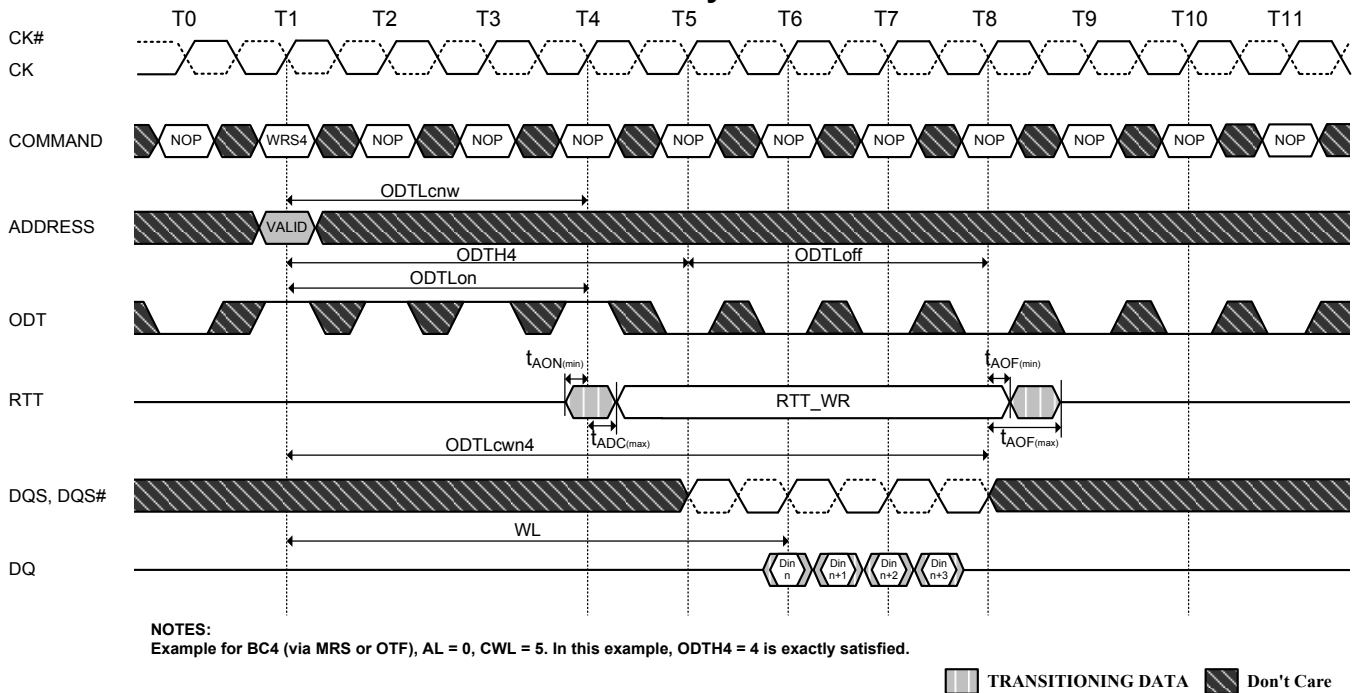 T0 T1 T2 T3 T4 T5 T6 T7 T8 T9 T10 T11
CK#
CK
COMMAND NOP WRS4 NOP NOP NOP NOP NOP NOP NOP NOP NOP NOP
ODTLcnw
ADDRESS VALID
ODTH4 ODTLoff
ODTLon
ODT
tAON(min) tAOF(min)
RTT RTT_WR
tADC(max) tAOF(max)
ODTLcwn4
DQS, DQS#
WL
DQ Din n Din n+1 Din n+2 Din n+3
NOTES:
Example for BC4 (via MRS or OTF), AL = 0, CWL = 5. In this example, ODTH4 = 4 is exactly satisfied.
TRANSITIONING DATA Don't Care